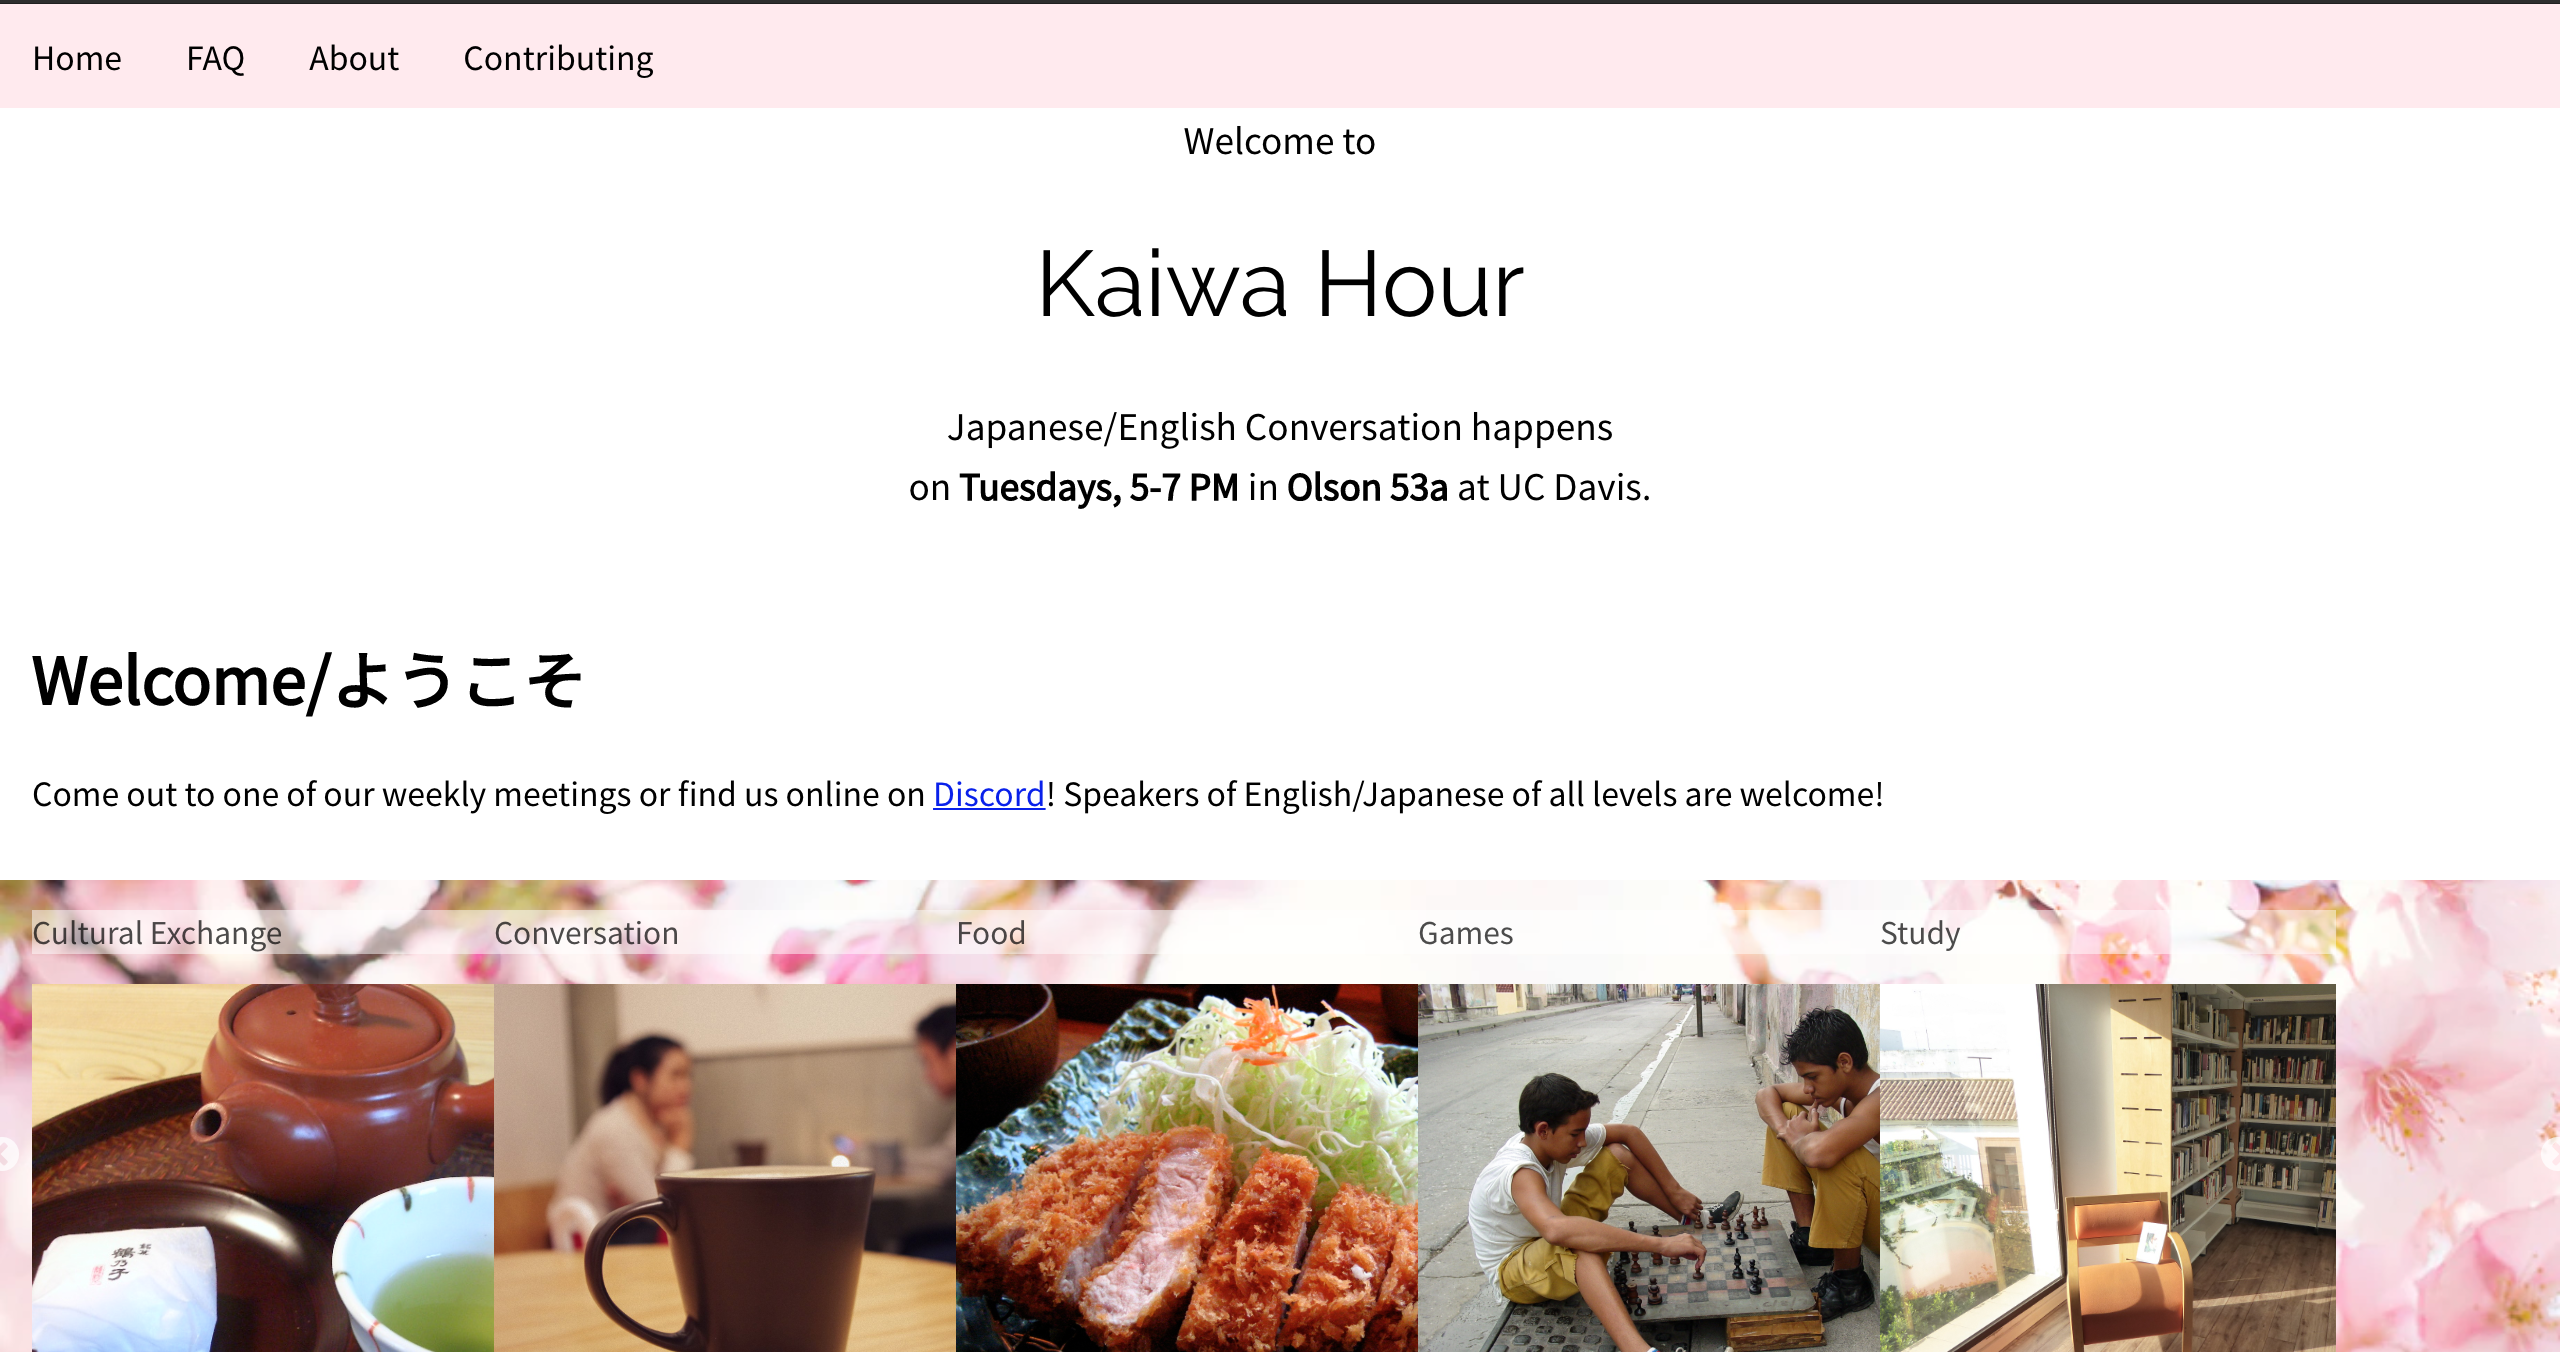 Home FAQ About Contributing
Welcome to
Kaiwa Hour
Japanese/English Conversation happens
on Tuesdays, 5-7 PM in Olson 53a at UC Davis.
Welcome/ようこそ
Come out to one of our weekly meetings or find us online on Discord! Speakers of English/Japanese of all levels are welcome!
Cultural Exchange Conversation Food Games Study
鶴乃子